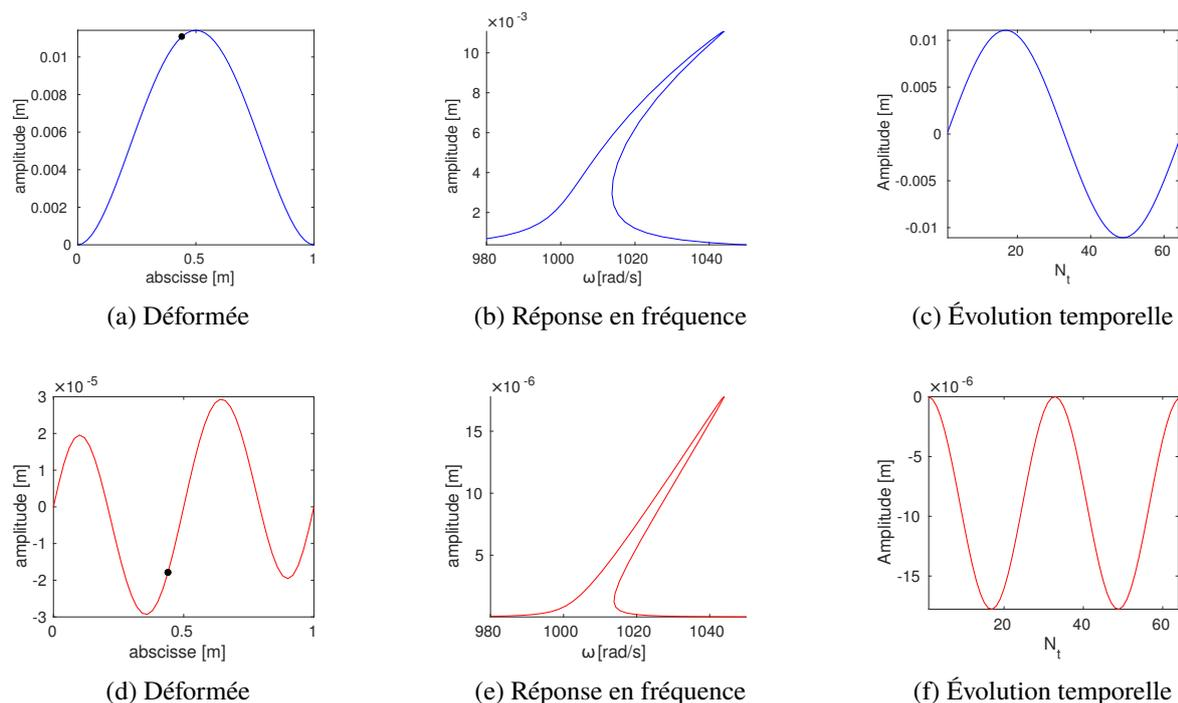 ×10 -3
0.01
0.008
0.006
0.004
0.002
0
amplitude [m]
0 0.5 1
abscisse [m]
(a) Déformée
10
8
6
4
2
amplitude [m]
980 1000 1020 1040
ω[rad/s]
(b) Réponse en fréquence
0.01
0.005
0
-0.005
-0.01
Amplitude [m]
20 40 60
Nt
(c) Évolution temporelle
×10 -5
3
2
1
0
-1
-2
-3
amplitude [m]
0 0.5 1
abscisse [m]
(d) Déformée
×10 -6
15
10
5
amplitude [m]
980 1000 1020 1040
ω[rad/s]
(e) Réponse en fréquence
×10 -6
0
-5
-10
-15
Amplitude [m]
20 40 60
Nt
(f) Évolution temporelle